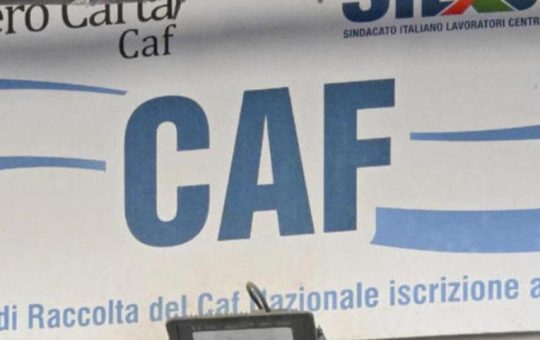 ero Carta
Caf
SINDACATO ITALIANO LAVORATORI CENTR
CAF
di Raccolta del Caf Nazionale iscrizione a